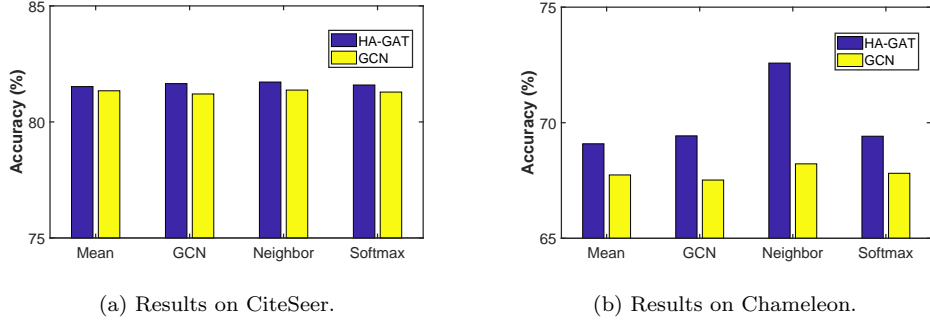 85
80
75
Accuracy (%)
HA-GAT
GCN
Mean GCN Neighbor Softmax
(a) Results on CiteSeer.
75
70
65
Accuracy (%)
HA-GAT
GCN
Mean GCN Neighbor Softmax
(b) Results on Chameleon.